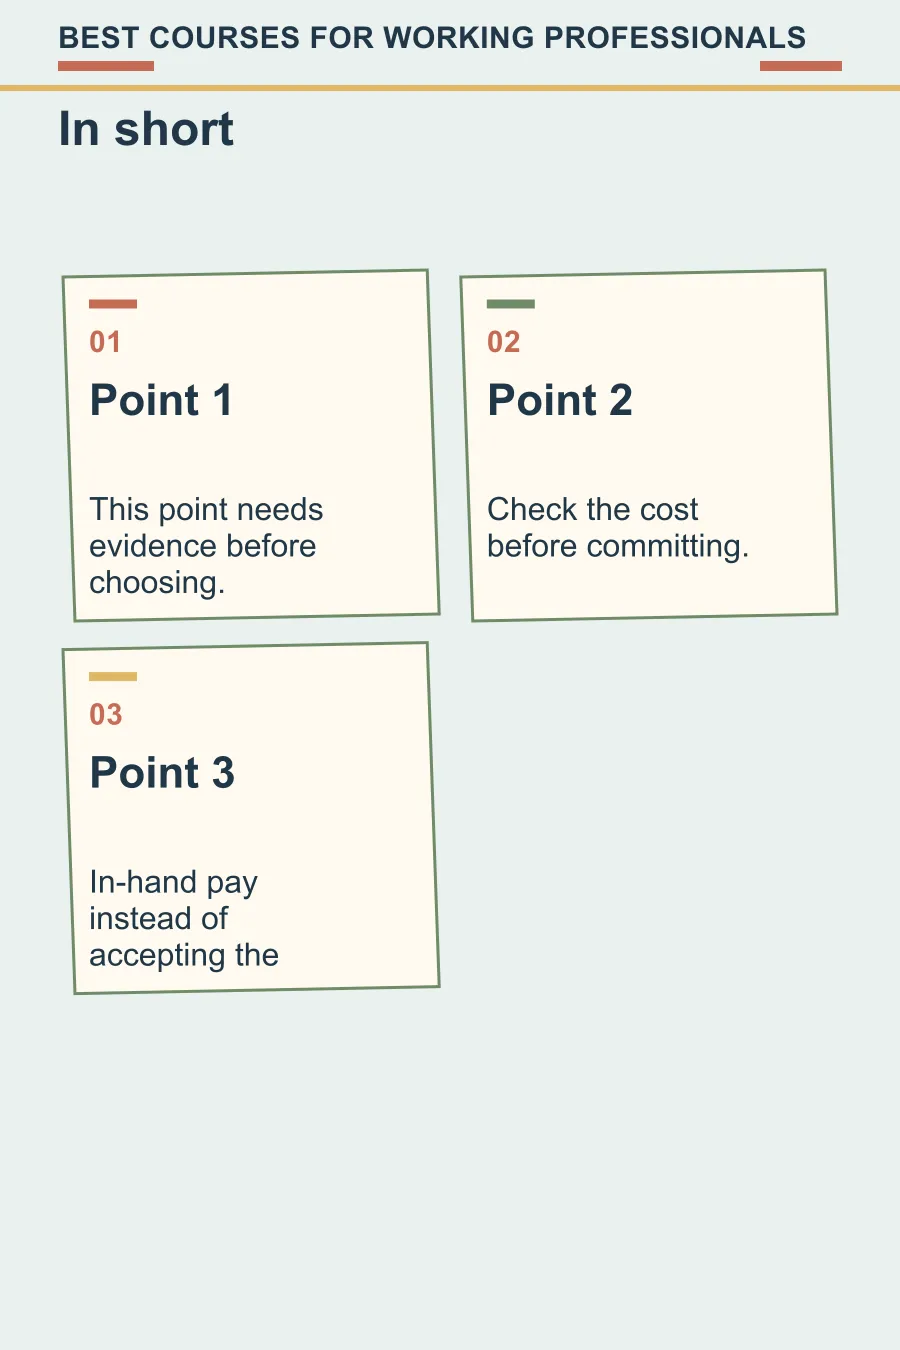 BEST COURSES FOR WORKING PROFESSIONALS
In short
01
Point 1
This point needs
evidence before
choosing.
02
Point 2
Check the cost
before committing.
03
Point 3
In-hand pay
instead of
accepting the